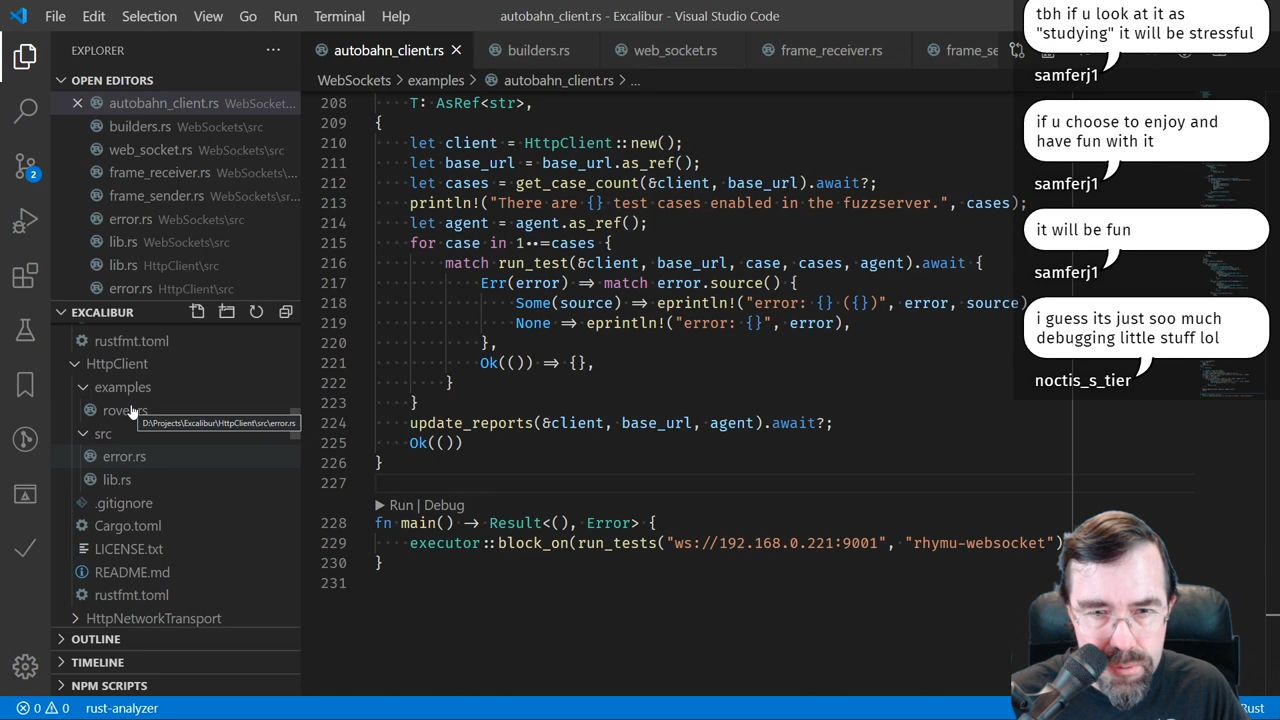 File Edit Selection View Go Run Terminal Help
autobahn_client.rs - Excalibur - Visual Studio Code
EXPLORER
OPEN EDITORS
autobahn_client.rs WebSocket...
builders.rs WebSockets\src
web_socket.rs WebSockets\src
frame_receiver.rs WebSockets\...
frame_sender.rs WebSockets\sr...
error.rs WebSockets\src
lib.rs WebSockets\src
lib.rs HttpClient\src
error.rs HttpClient\src
2
EXCALIBUR
rustfmt.toml
HttpClient
examples
D:\Projects\Excalibur\HttpClient\src\error.rs
src
error.rs
lib.rs
.gitignore
Cargo.toml
LICENSE.txt
README.md
rustfmt.toml
HttpNetworkTransport
OUTLINE
TIMELINE
NPM SCRIPTS
autobahn_client.rs builders.rs web_socket.rs frame_receiver.rs frame_se
WebSockets > examples > autobahn_client.rs > ...
208 T: AsRef<str>,
209 {
210 let client = HttpClient::new();
211 let base_url = base_url.as_ref();
212 let cases = get_case_count(&client, base_url).await?;
213 println!("There are {} test cases enabled in the fuzzserver.", cases);
214 let agent = agent.as_ref();
215 for case in 1..=cases {
216 match run_test(&client, base_url, case, cases, agent).await {
217 Err(error) => match error.source() {
218 Some(source) => eprintln!("error: {} ({})", error, source)
219 None => eprintln!("error: {}", error),
220 },
221 Ok(()) => {},
222 }
223 }
224 update_reports(&client, base_url, agent).await?;
225 Ok(())
226 }
227
Run | Debug
228 fn main() -> Result<(), Error> {
229 executor::block_on(run_tests("ws://192.168.0.221:9001", "rhymu-websocket")
230 }
231
tbh if u look at it as
"studying" it will be stressful
samferj1
if u choose to enjoy and
have fun with it
samferj1
it will be fun
samferj1
i guess its just soo much
debugging little stuff lol
noctis_s_tier
0 0 rust-analyzer
Rust